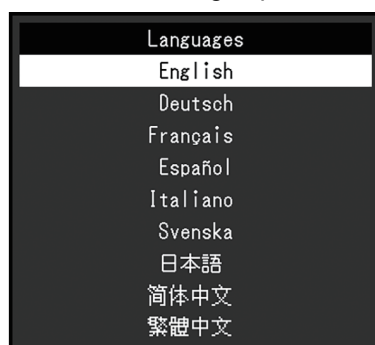 Languages
English
Deutsch
Français
Español
Italiano
Svenska
日本語
简体中文
繁體中文